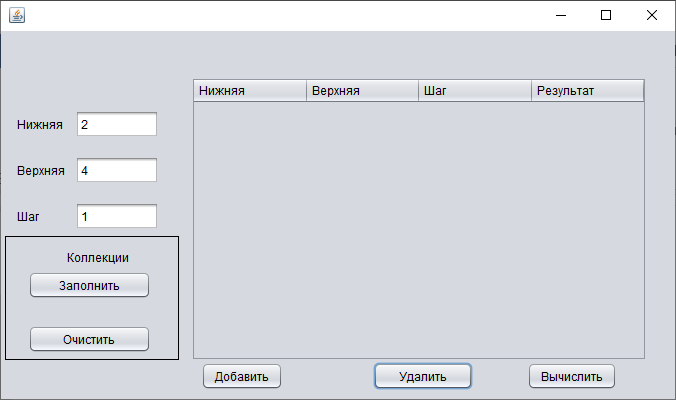 Нижняя Верхняя Шаг Результат
Нижняя 2
Верхняя 4
Шаг 1
Коллекции
Заполнить
Очистить
Добавить Удалить Вычислить